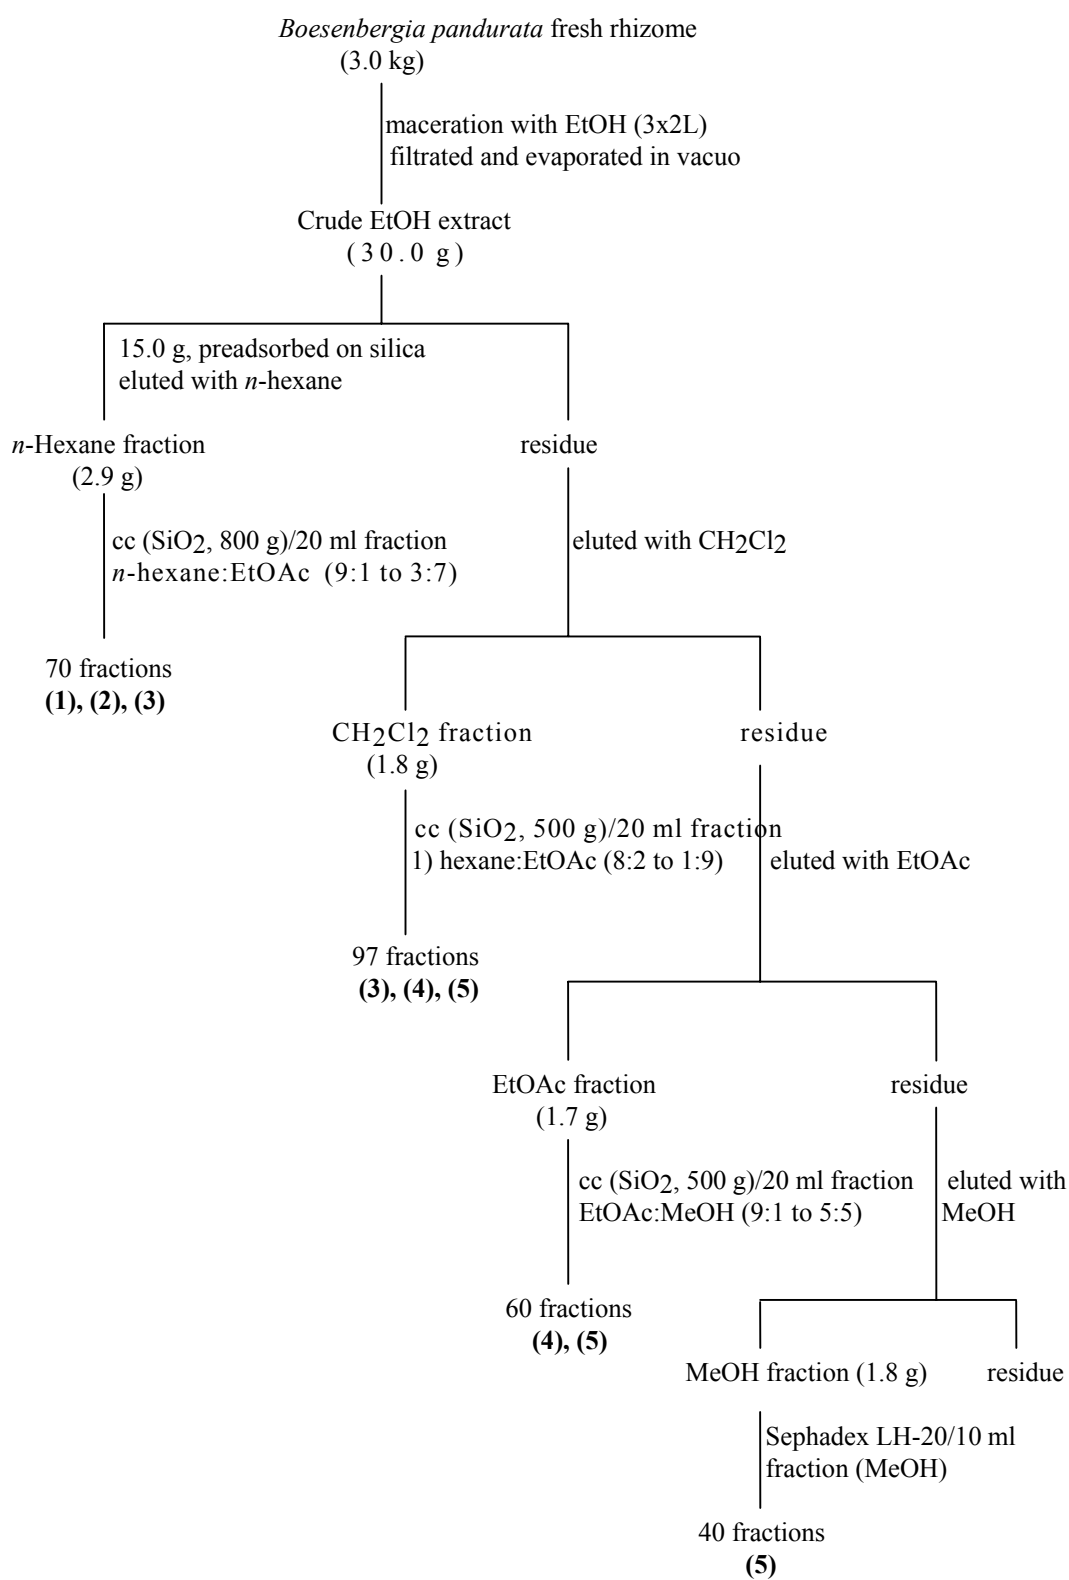 Boesenbergia pandurata fresh rhizome
(3.0 kg)
maceration with EtOH (3x2L)
filtrated and evaporated in vacuo
Crude EtOH extract
(30.0 g)
15.0 g, preadsorbed on silica
eluted with n-hexane
n-Hexane fraction
(2.9 g)
residue
cc (SiO2, 800 g)/20 ml fraction
n-hexane:EtOAc (9:1 to 3:7)
eluted with CH2Cl2
70 fractions
(1), (2), (3)
CH2Cl2 fraction
(1.8 g)
residue
cc (SiO2, 500 g)/20 ml fraction
1) hexane:EtOAc (8:2 to 1:9)
eluted with EtOAc
97 fractions
(3), (4), (5)
EtOAc fraction
(1.7 g)
residue
cc (SiO2, 500 g)/20 ml fraction
EtOAc:MeOH (9:1 to 5:5)
eluted with
MeOH
60 fractions
(4), (5)
MeOH fraction (1.8 g)
residue
Sephadex LH-20/10 ml
fraction (MeOH)
40 fractions
(5)